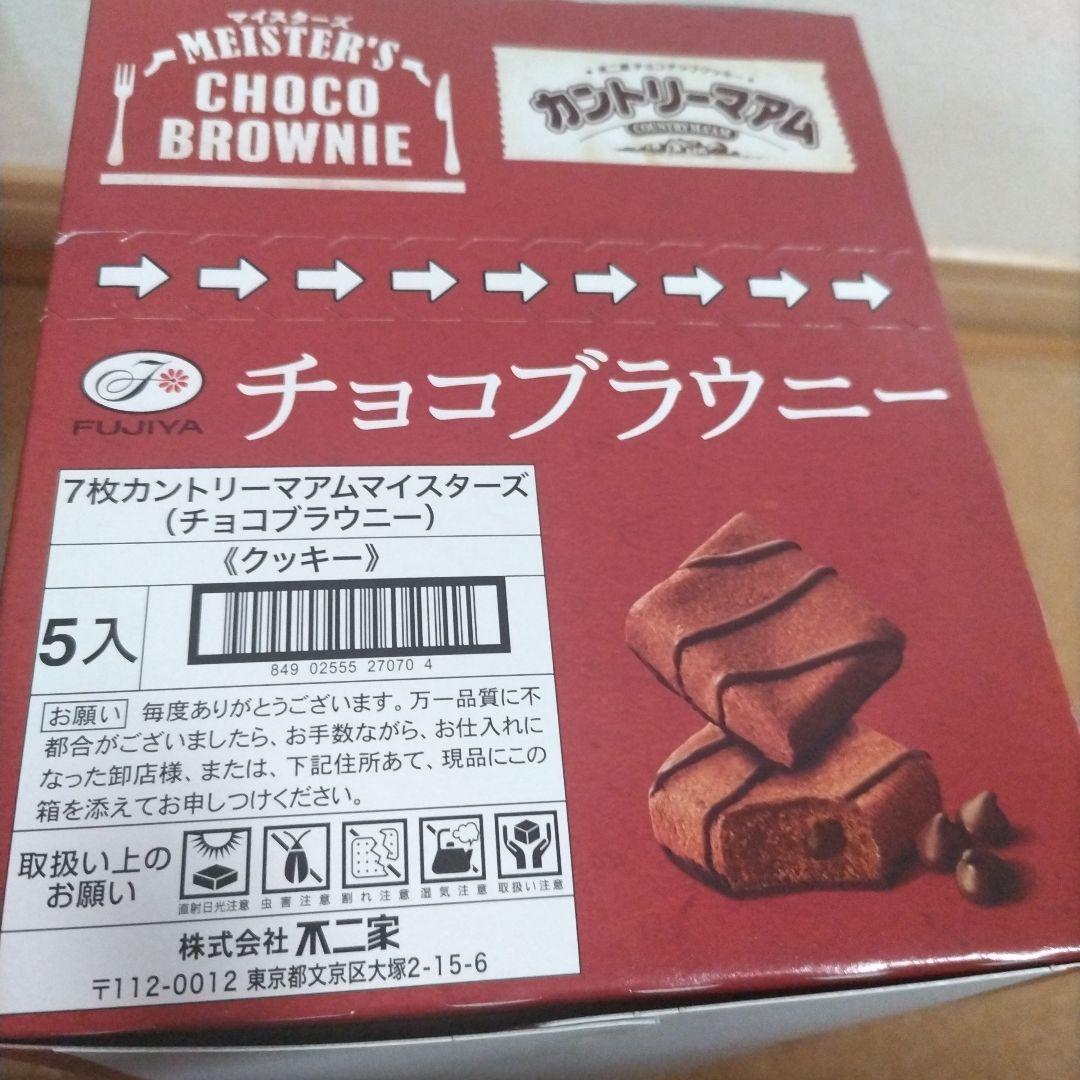 マイスターズ
MEISTER'S
CHOCO
BROWNIE
カントリーマアム
COUNTRY MA'AM
FUJIYA
チョコブラウニー
7枚カントリーマアムマイスターズ
(チョコブラウニー)
《クッキー》
5入
849 02555 27070 4
お願い 毎度ありがとうございます。万一品質に不
都合がございましたら、お手数ながら、お仕入れに
なった卸店様、または、下記住所あて、現品にこの
箱を添えてお申しつけください。
取扱い上の
お願い
直射日光注意 虫害注意 割れ注意 湿気注意 取扱い注意
株式会社 不二家
〒112-0012 東京都文京区大塚2-15-6